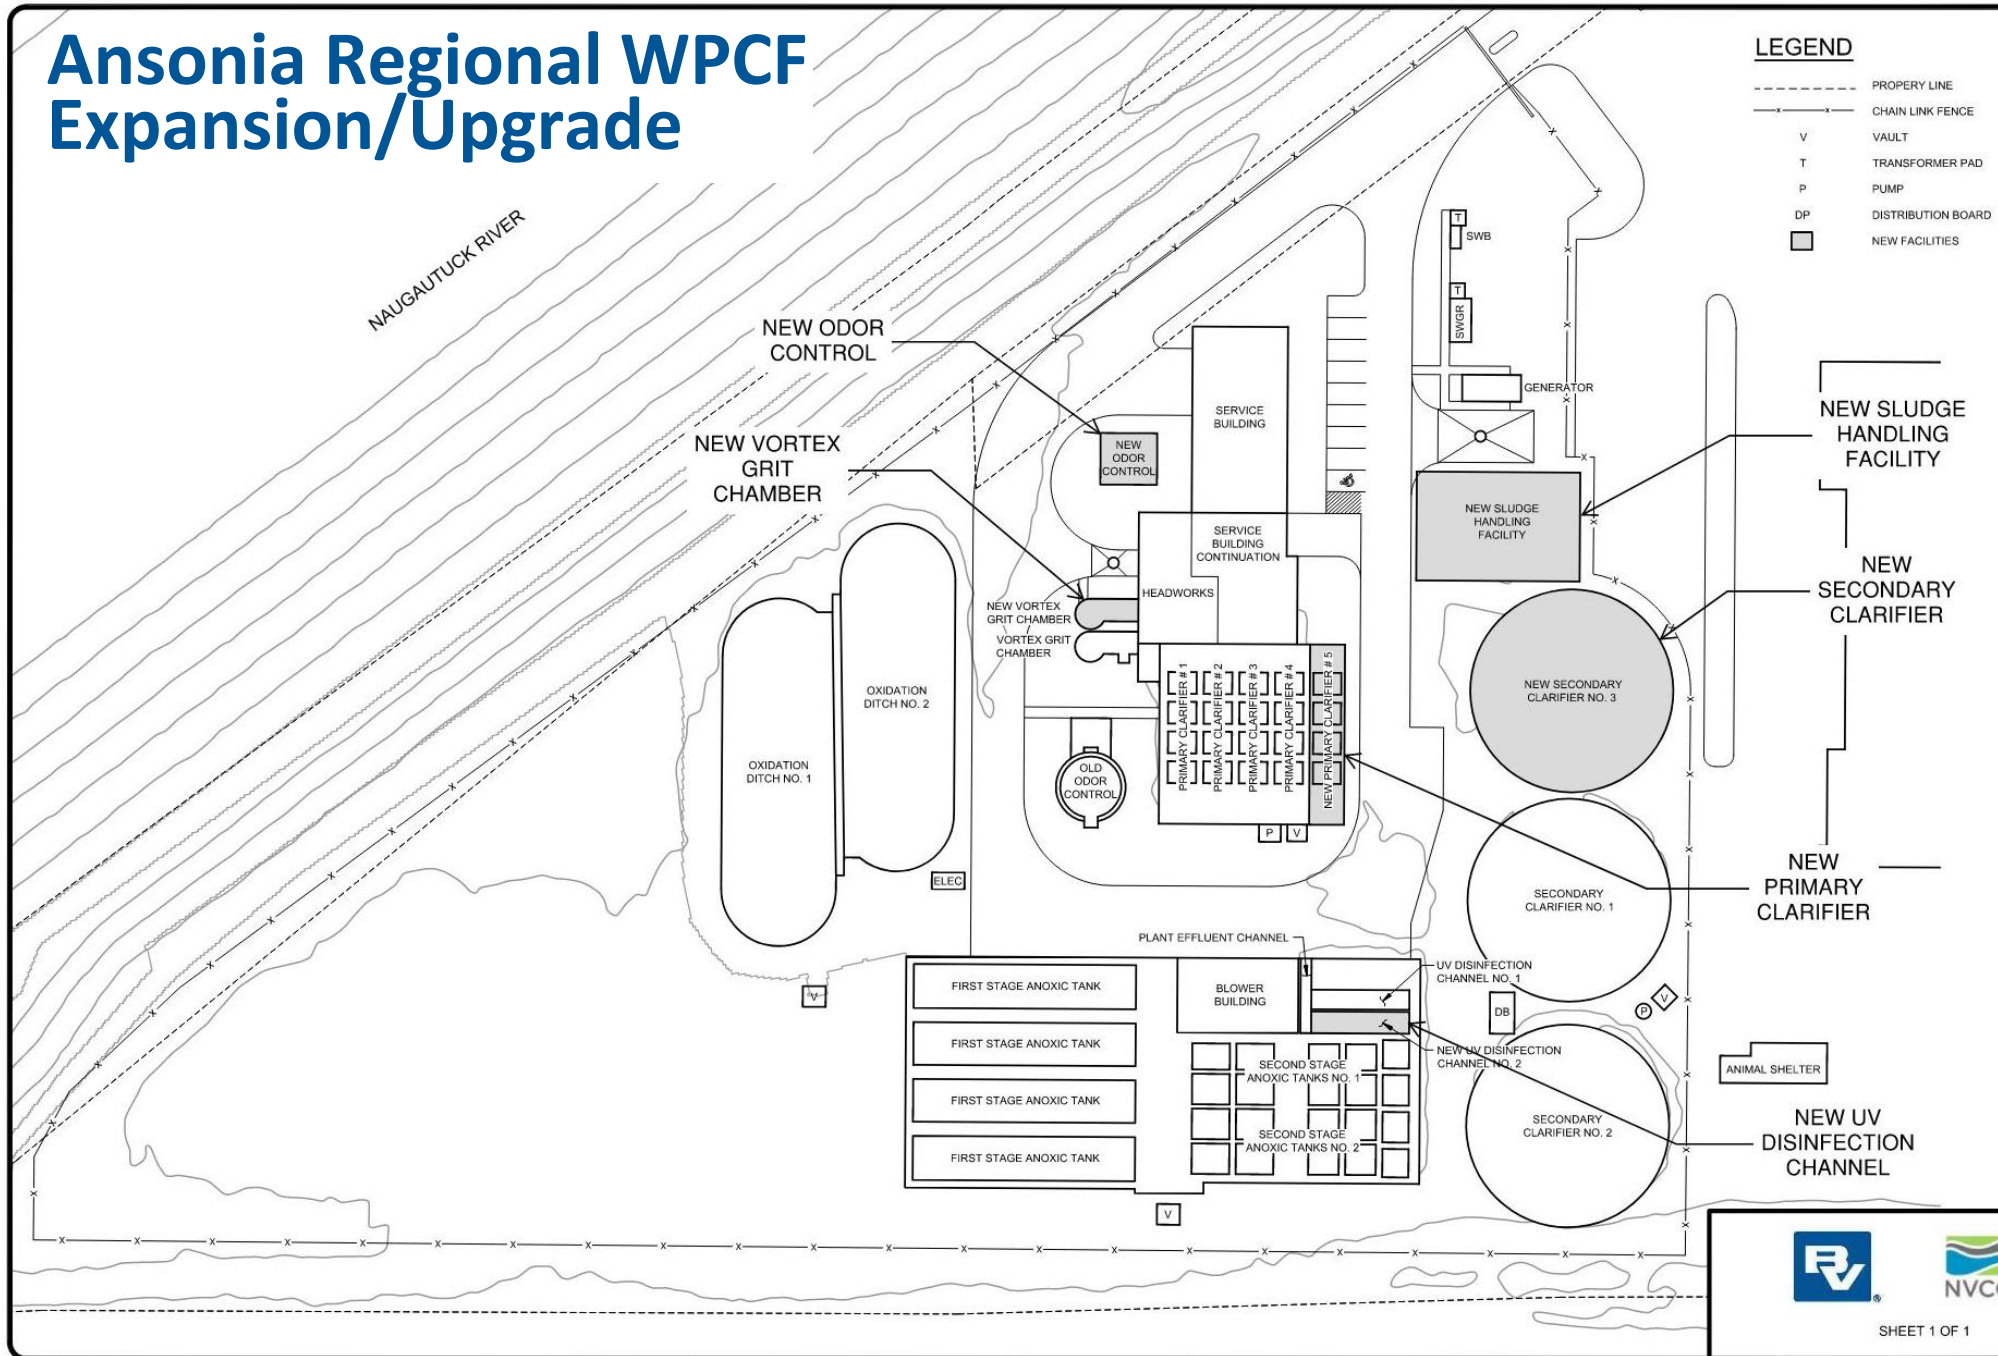 Ansonia Regional WPCF
Expansion/Upgrade
LEGEND
PROPERY LINE
CHAIN LINK FENCE
V VAULT
T TRANSFORMER PAD
P PUMP
DP DISTRIBUTION BOARD
NEW FACILITIES
NAUGAUTUCK RIVER
T
SWB
T
SWGR
GENERATOR
NEW ODOR
CONTROL
NEW VORTEX
GRIT
CHAMBER
NEW SLUDGE
HANDLING
FACILITY
NEW
SECONDARY
CLARIFIER
NEW
PRIMARY
CLARIFIER
NEW UV
DISINFECTION
CHANNEL
SERVICE
BUILDING
NEW
ODOR
CONTROL
SERVICE
BUILDING
CONTINUATION
HEADWORKS
NEW VORTEX
GRIT CHAMBER
VORTEX GRIT
CHAMBER
NEW SLUDGE
HANDLING
FACILITY
NEW SECONDARY
CLARIFIER NO. 3
OXIDATION
DITCH NO. 2
OXIDATION
DITCH NO. 1
PRIMARY CLARIFIER # 1
PRIMARY CLARIFIER # 2
PRIMARY CLARIFIER # 3
PRIMARY CLARIFIER # 4
NEW PRIMARY CLARIFIER # 5
OLD
ODOR
CONTROL
P
V
ELEC
SECONDARY
CLARIFIER NO. 1
PLANT EFFLUENT CHANNEL
UV DISINFECTION
CHANNEL NO. 1
FIRST STAGE ANOXIC TANK
BLOWER
BUILDING
V
DB
P
V
FIRST STAGE ANOXIC TANK
NEW UV DISINFECTION
CHANNEL NO. 2
SECOND STAGE
ANOXIC TANKS NO. 1
ANIMAL SHELTER
FIRST STAGE ANOXIC TANK
SECOND STAGE
ANOXIC TANKS NO. 2
SECONDARY
CLARIFIER NO. 2
FIRST STAGE ANOXIC TANK
V
BV
®
SHEET 1 OF 1